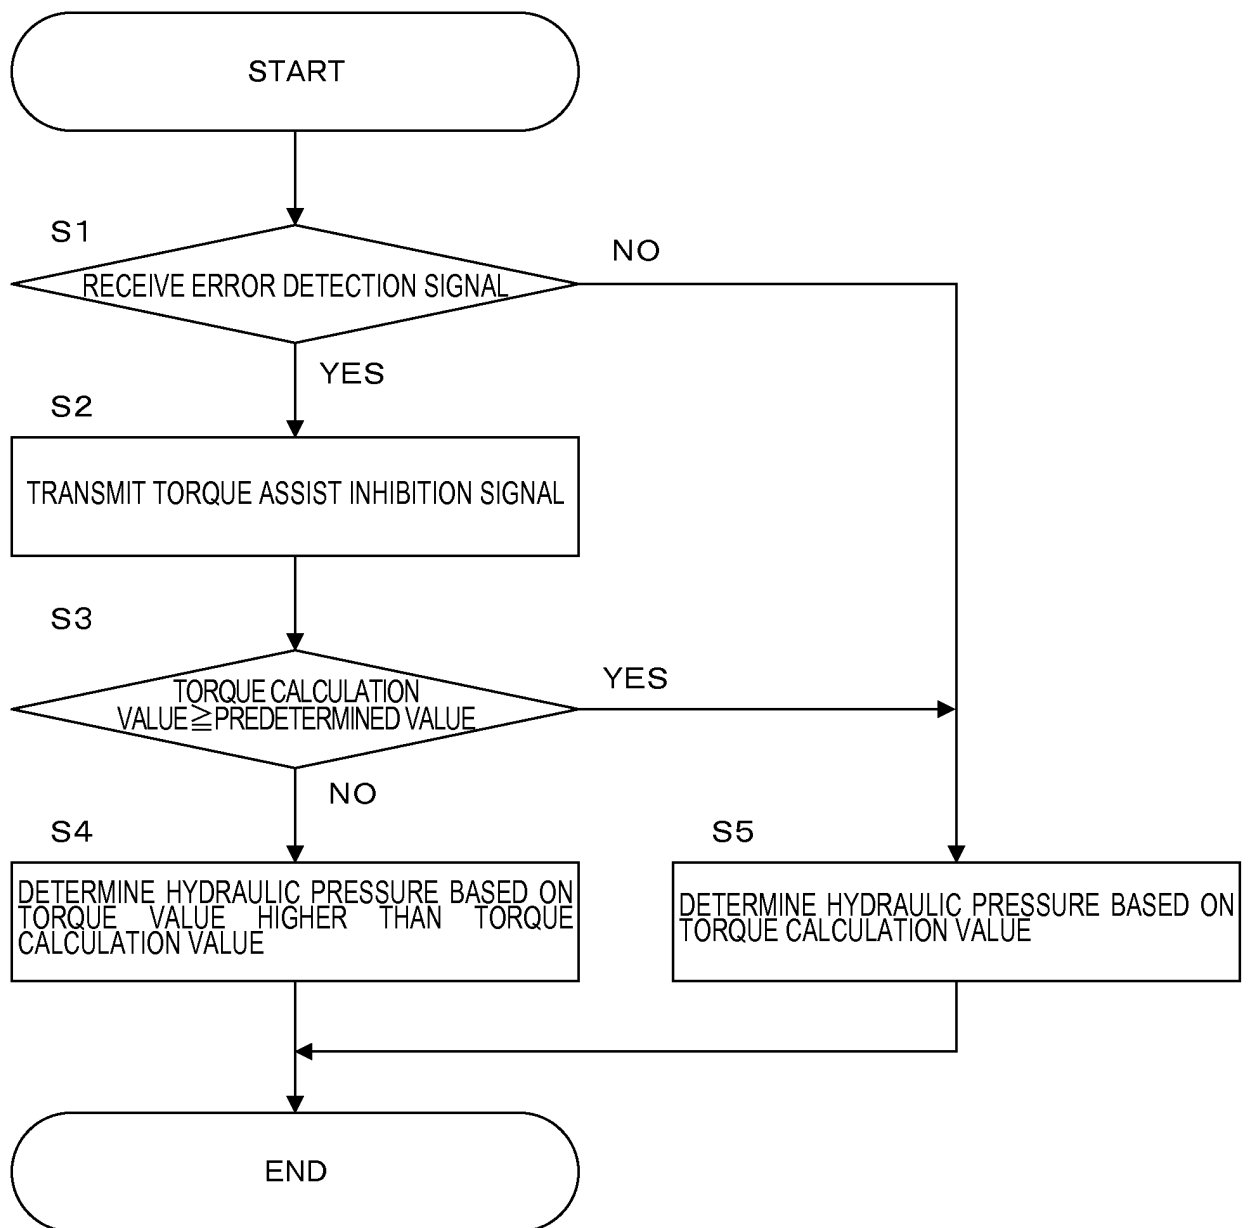 START
S1
NO
RECEIVE ERROR DETECTION SIGNAL
YES
S2
TRANSMIT TORQUE ASSIST INHIBITION SIGNAL
S3
YES
TORQUE CALCULATION
VALUE≧PREDETERMINED VALUE
NO
S4
DETERMINE HYDRAULIC PRESSURE BASED ON
TORQUE VALUE HIGHER THAN TORQUE
CALCULATION VALUE
S5
DETERMINE HYDRAULIC PRESSURE BASED ON
TORQUE CALCULATION VALUE
END